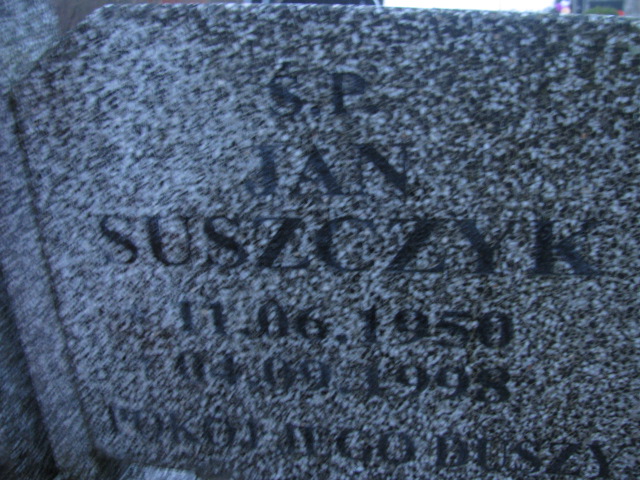 Ś.P.
JAN
SUSZCZYK
11.06.1950
04.09.1998
POKÓJ JEGO DUSZY